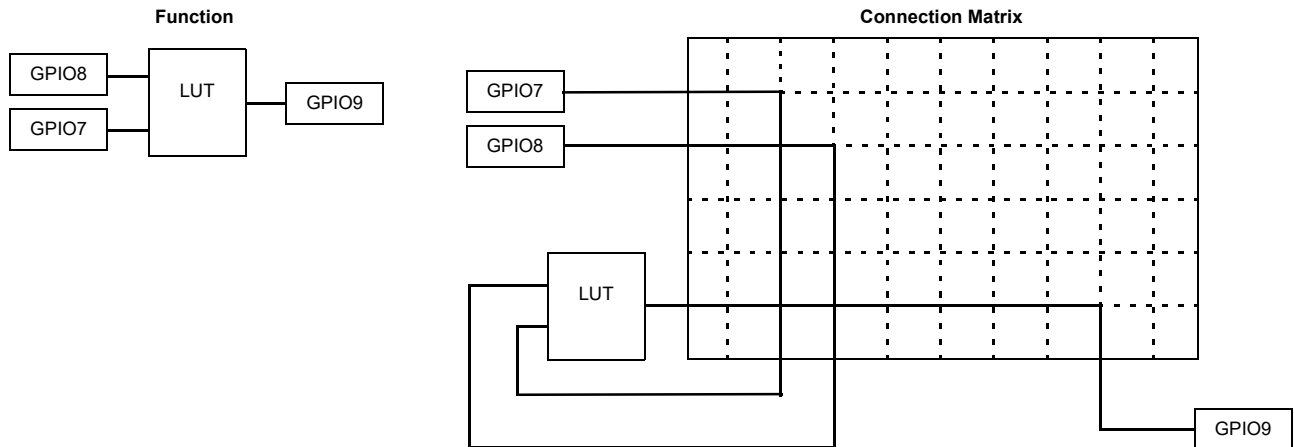 Function
GPIO8
GPIO7
LUT
GPIO9
Connection Matrix
GPIO7
GPIO8
LUT
GPIO9